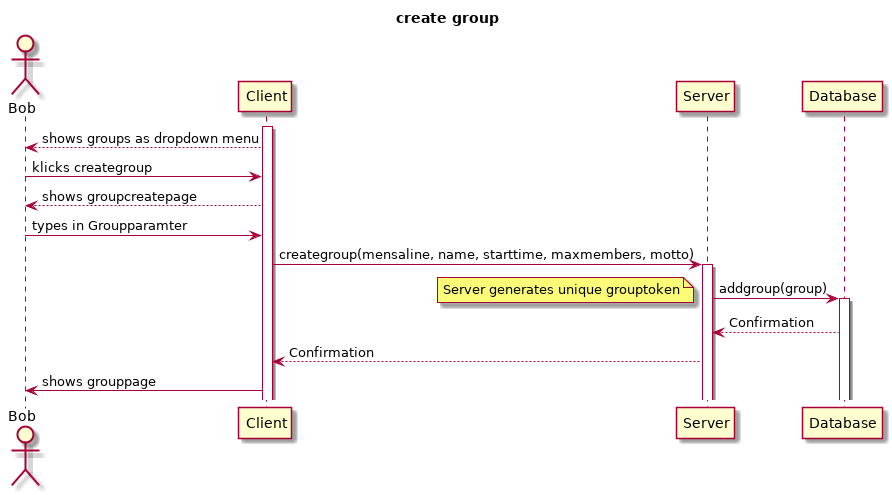 create group
Bob
Client
Server
Database
shows groups as dropdown menu
klicks creategroup
shows groupcreatepage
types in Groupparamter
creategroup(mensaline, name, starttime, maxmembers, motto)
Server generates unique grouptoken
addgroup(group)
Confirmation
Confirmation
shows grouppage
Bob
Client
Server
Database